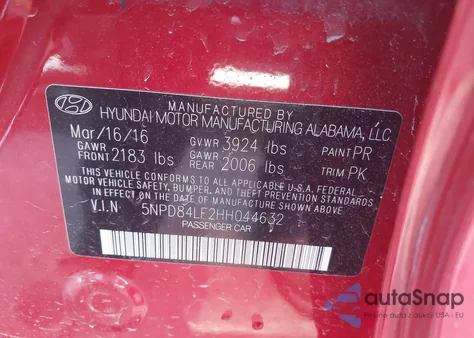 MANUFACTURED BY
HYUNDAI MOTOR MANUFACTURING ALABAMA, LLC.
Mar/16/16 GVWR 3924 lbs PAINT PR
GAWR FRONT 2183 lbs GAWR REAR 2006 lbs TRIM PK
THIS VEHICLE CONFORMS TO ALL APPLICABLE U.S.A. FEDERAL
MOTOR VEHICLE SAFETY, BUMPER, AND THEFT PREVENTION
STANDARDS IN EFFECT ON THE DATE OF MANUFACTURE SHOWN ABOVE.
V.I.N: 5NPD84LF2HH044632
PASSENGER CAR
autoSnap